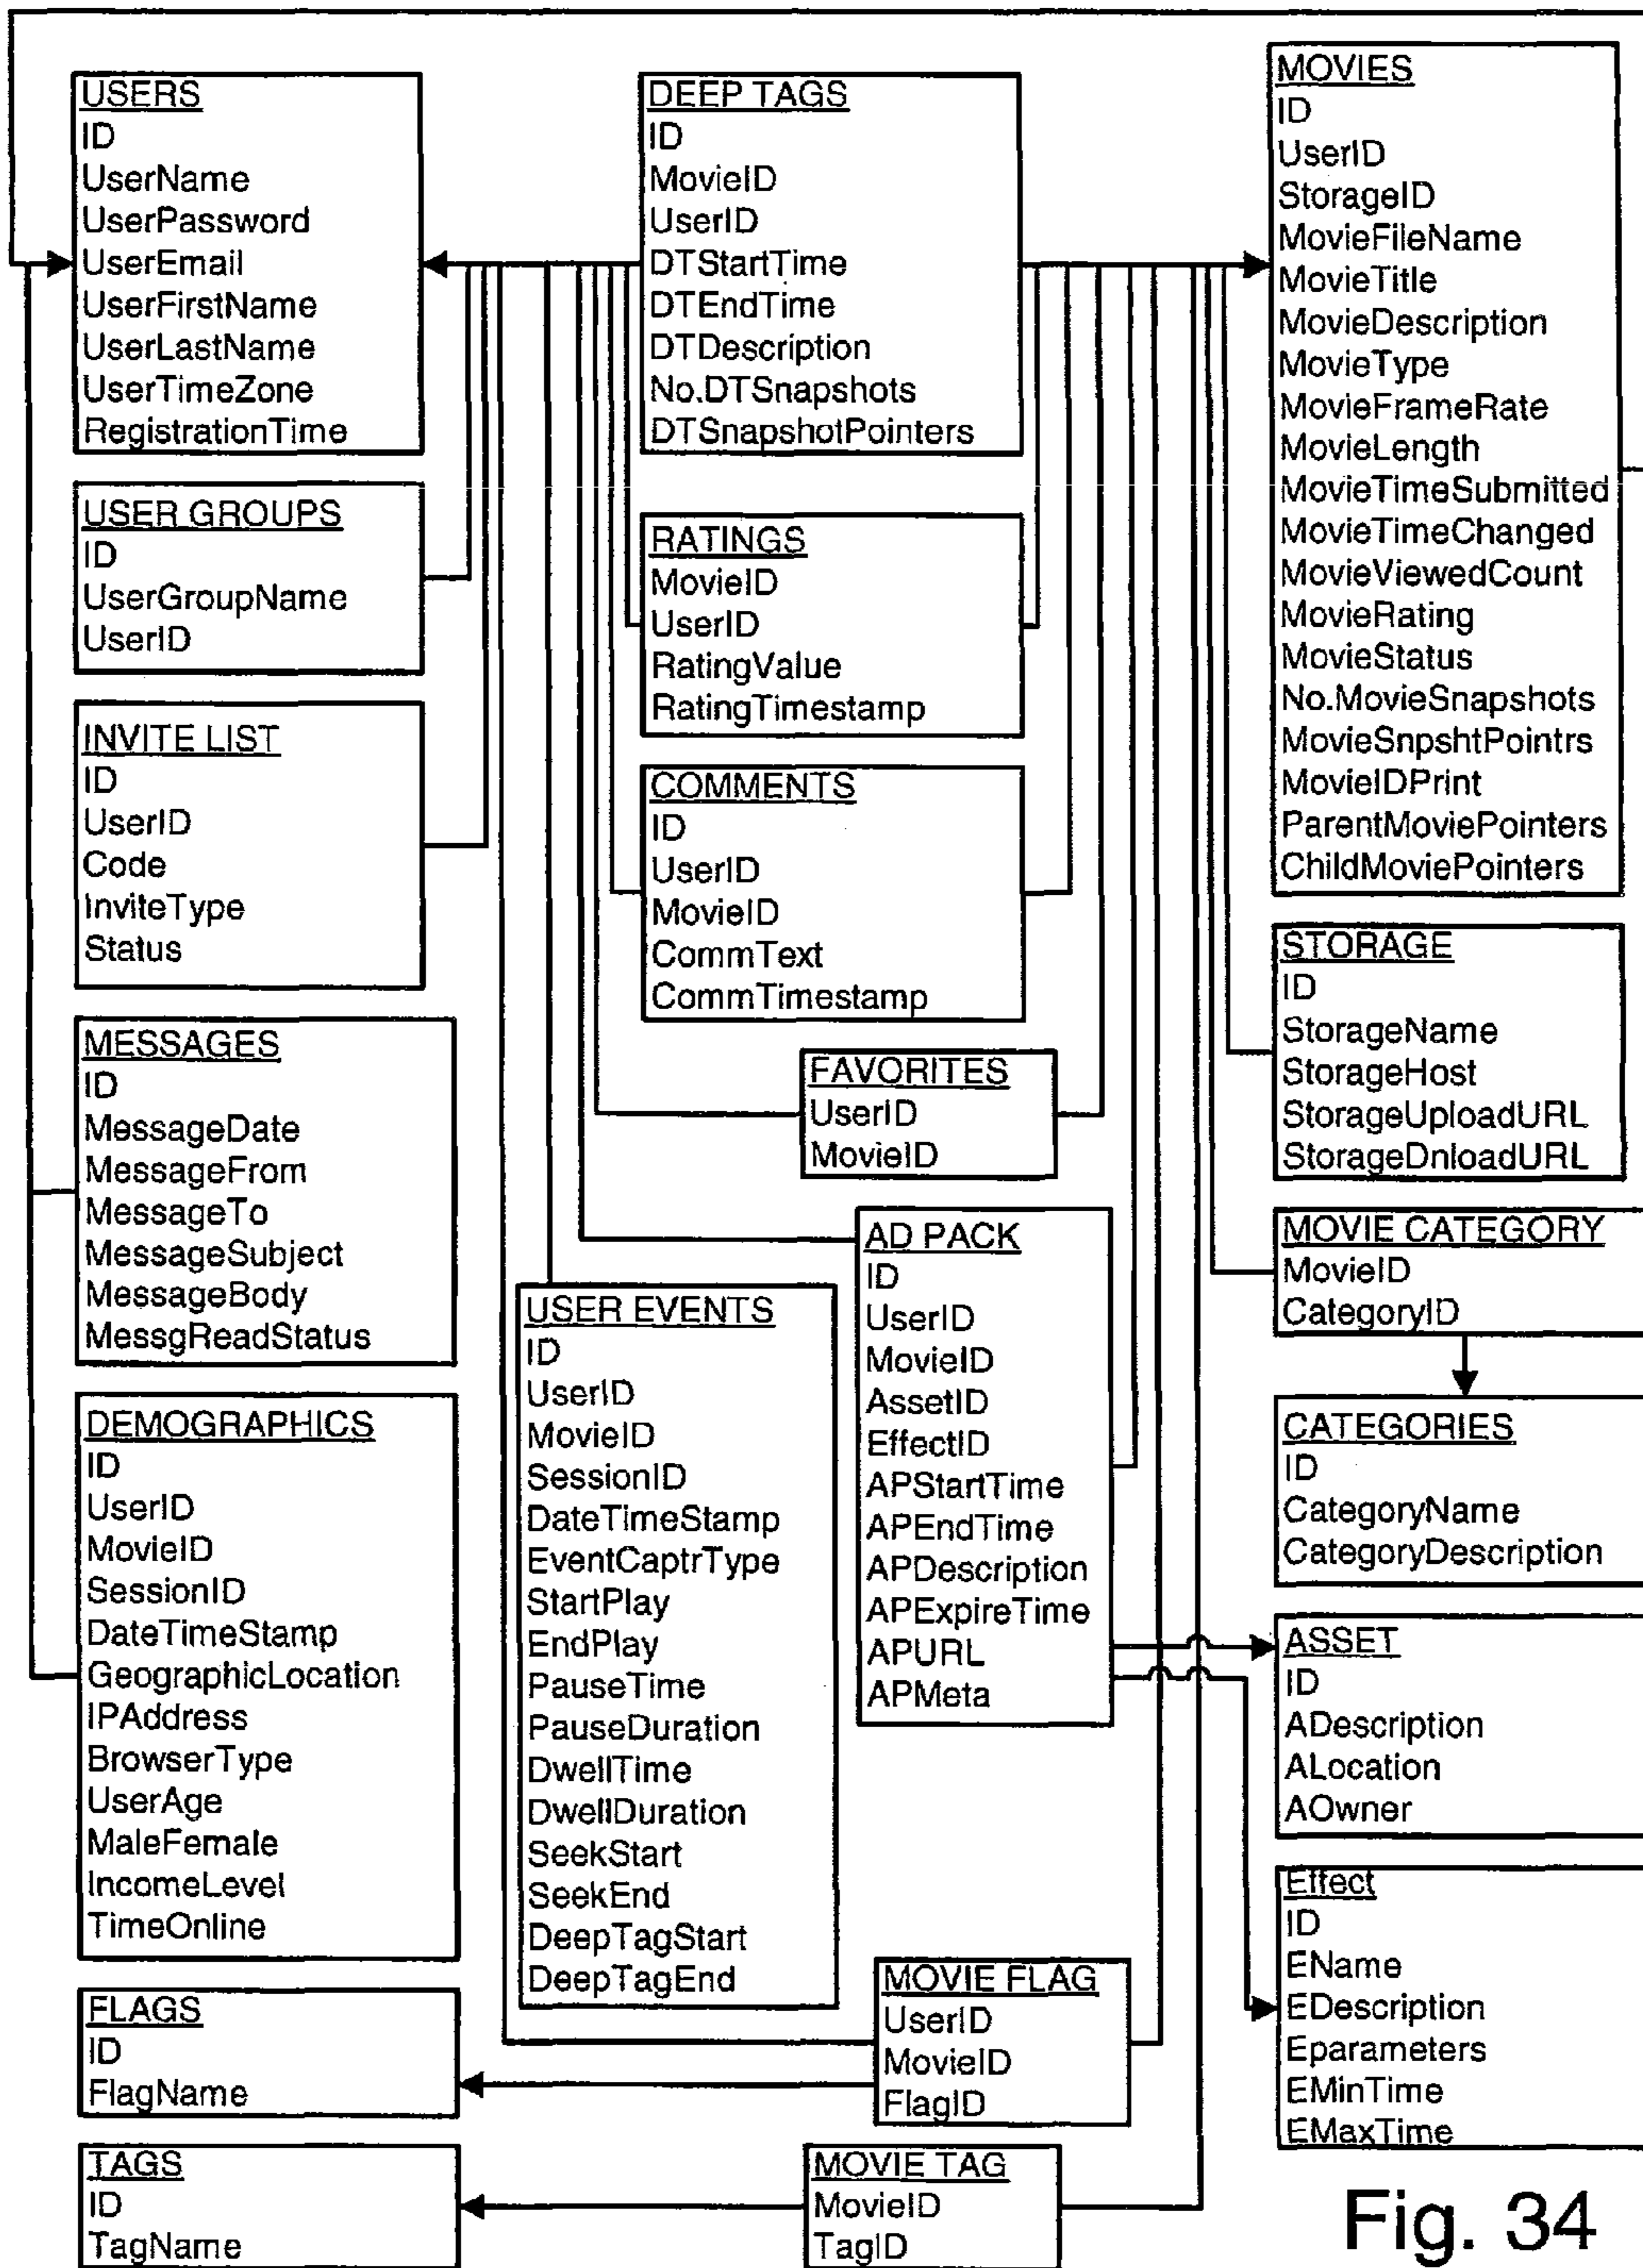 USERS
ID
UserName
UserPassword
UserEmail
UserFirstName
UserLastName
UserTimeZone
RegistrationTime
USER GROUPS
ID
UserGroupName
UserID
INVITE LIST
ID
UserID
Code
InviteType
Status
MESSAGES
ID
MessageDate
MessageFrom
MessageTo
MessageSubject
MessageBody
MessgReadStatus
DEMOGRAPHICS
ID
UserID
MovieID
SessionID
DateTimeStamp
GeographicLocation
IPAddress
BrowserType
UserAge
MaleFemale
IncomeLevel
TimeOnline
FLAGS
ID
FlagName
TAGS
ID
TagName
DEEP TAGS
ID
MovieID
UserID
DTStartTime
DTEndTime
DTDescription
No.DTSnapshots
DTSnapshotPointers
RATINGS
MovieID
UserID
RatingValue
RatingTimestamp
COMMENTS
ID
UserID
MovieID
CommText
CommTimestamp
FAVORITES
UserID
MovieID
AD PACK
ID
UserID
MovieID
AssetID
EffectID
APStartTime
APEndTime
APDescription
APExpireTime
APURL
APMeta
USER EVENTS
ID
UserID
MovieID
SessionID
DateTimeStamp
EventCaptrType
StartPlay
EndPlay
PauseTime
PauseDuration
DwellTime
DwellDuration
SeekStart
SeekEnd
DeepTagStart
DeepTagEnd
MOVIE FLAG
UserID
MovieID
FlagID
MOVIE TAG
MovieID
TagID
MOVIES
ID
UserID
StorageID
MovieFileName
MovieTitle
MovieDescription
MovieType
MovieFrameRate
MovieLength
MovieTimeSubmitted
MovieTimeChanged
MovieViewedCount
MovieRating
MovieStatus
No.MovieSnapshots
MovieSnpshtPointrs
MovieIDPrint
ParentMoviePointers
ChildMoviePointers
STORAGE
ID
StorageName
StorageHost
StorageUploadURL
StorageDnloadURL
MOVIE CATEGORY
MovieID
CategoryID
CATEGORIES
ID
CategoryName
CategoryDescription
ASSET
ID
ADescription
ALocation
AOwner
Effect
ID
EName
EDescription
Eparameters
EMinTime
EMaxTime
Fig. 34